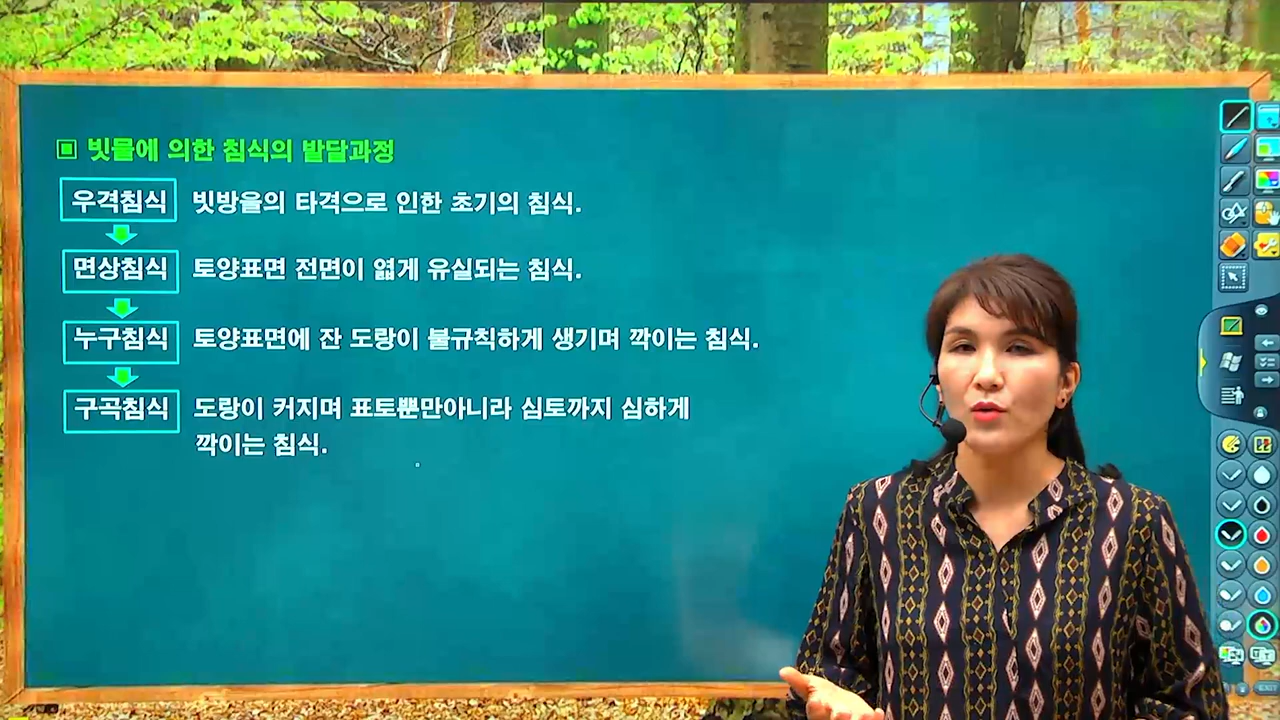 ▣ 빗물에 의한 침식의 발달과정
우격침식 빗방울의 타격으로 인한 초기의 침식.
면상침식 토양표면 전면이 엷게 유실되는 침식.
누구침식 토양표면에 잔 도랑이 불규칙하게 생기며 깍이는 침식.
구곡침식 도랑이 커지며 표토뿐만아니라 심토까지 심하게
깍이는 침식.